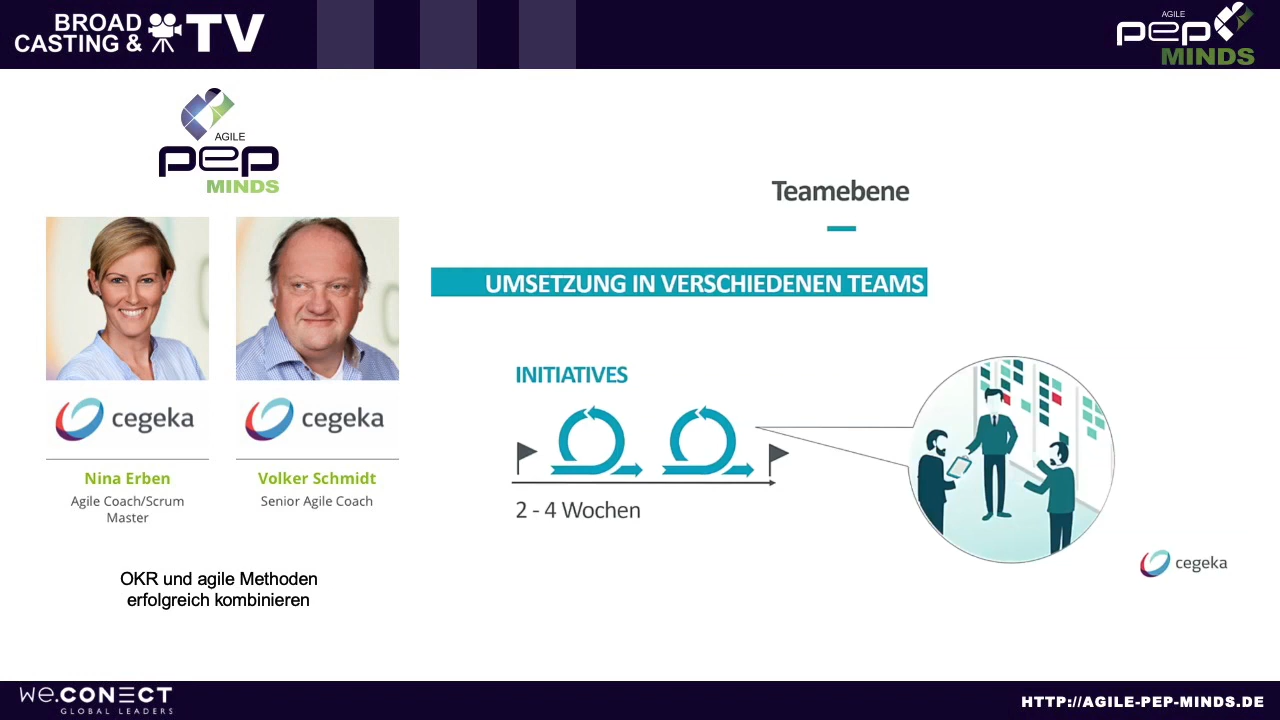 BROAD
CASTING & TV
AGILE
pep
MINDS
AGILE
pep
MINDS
cegeka
cegeka
Nina Erben
Agile Coach/Scrum
Master
Volker Schmidt
Senior Agile Coach
OKR und agile Methoden
erfolgreich kombinieren
Teamebene
UMSETZUNG IN VERSCHIEDENEN TEAMS
INITIATIVES
2 - 4 Wochen
cegeka
we.CONECT
GLOBAL LEADERS
HTTP://AGILE-PEP-MINDS.DE